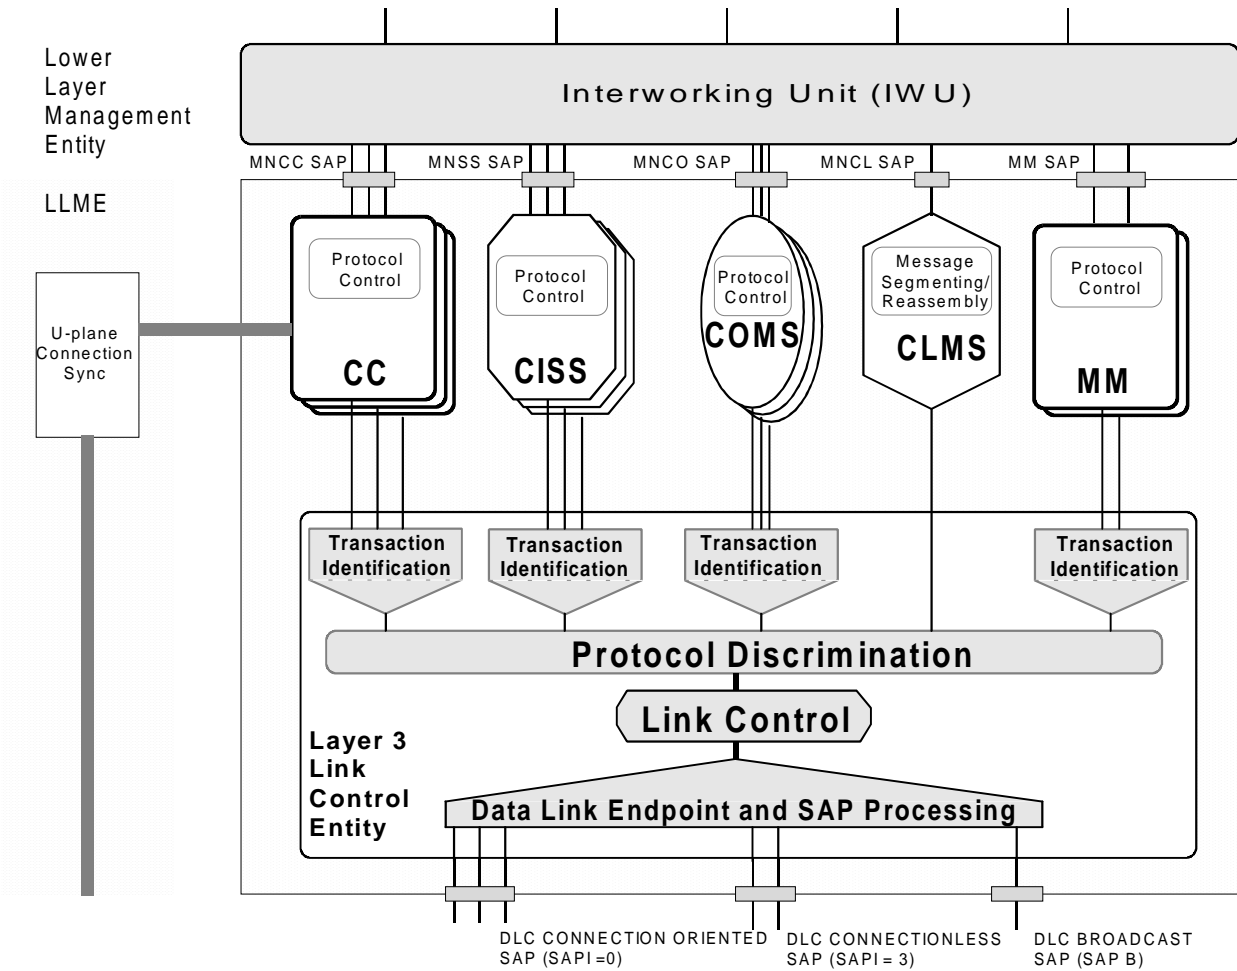 Lower
Layer
Management
Entity
LLME
Interworking Unit (IWU)
MNCC SAP
MNSS SAP
MNCO SAP
MNCL SAP
MM SAP
Protocol
Control
CC
Protocol
Control
CISS
Protocol
Control
COMS
Message
Segmenting/
Reassembly
CLMS
Protocol
Control
MM
U-plane
Connection
Sync
Transaction
Identification
Transaction
Identification
Transaction
Identification
Transaction
Identification
Protocol Discrimination
Link Control
Layer 3
Link
Control
Entity
Data Link Endpoint and SAP Processing
DLC CONNECTION ORIENTED
SAP (SAPI =0)
DLC CONNECTIONLESS
SAP (SAPI = 3)
DLC BROADCAST
SAP (SAP B)